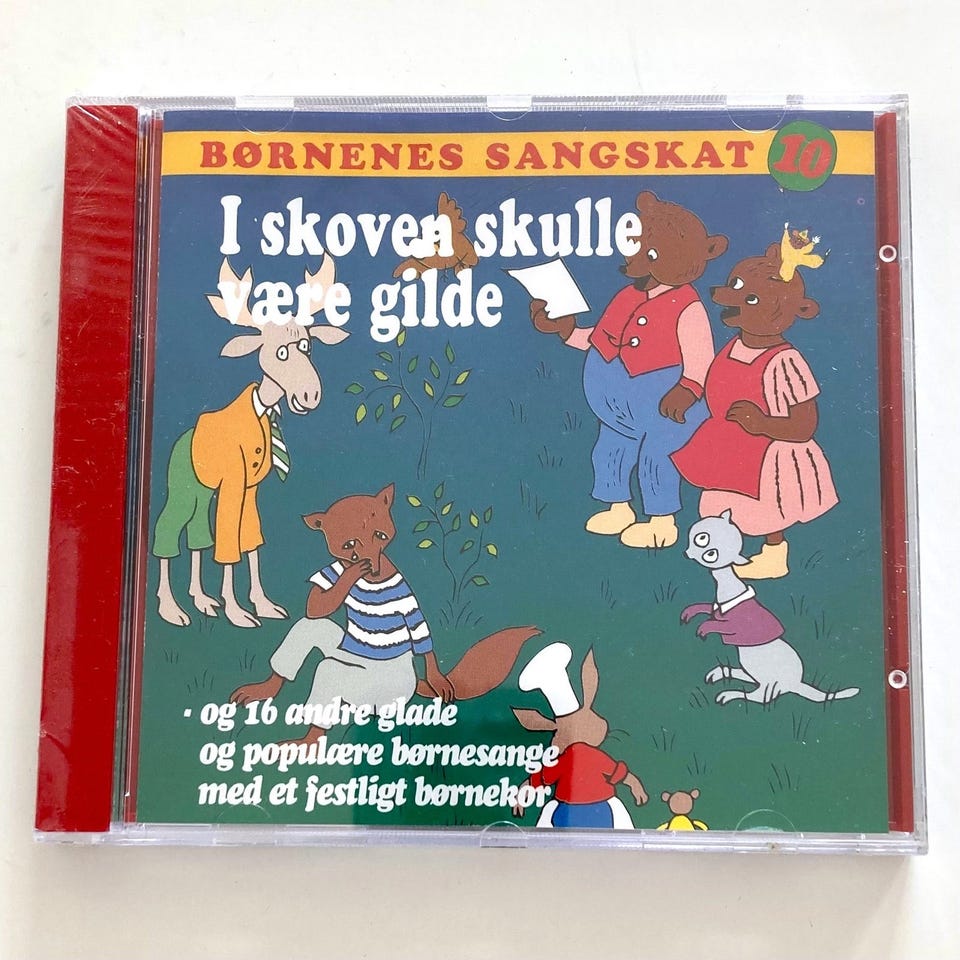 BØRNENES SANGSKAT 10
I skoven skulle
være gilde
- og 16 andre glade
og populære børnesange
med et festligt børnekor